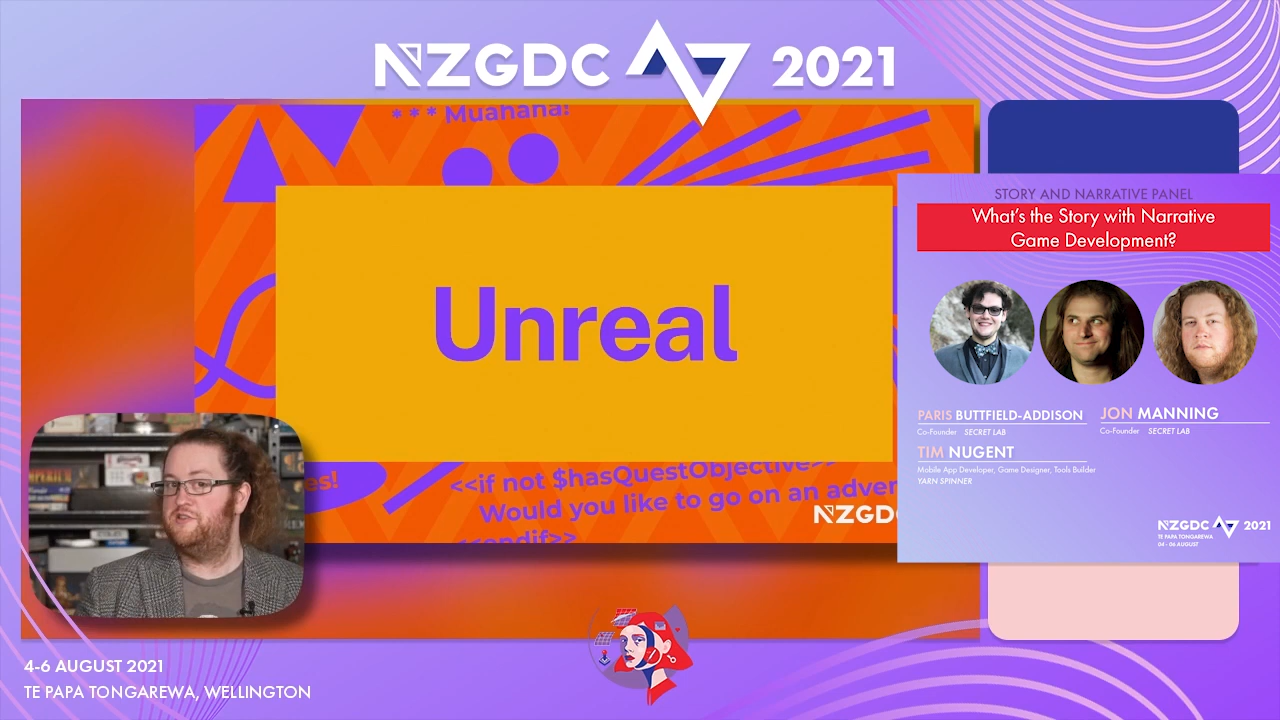 NZGDC 2021
* * * Muahaha!
Unreal
es!
<<if not $hasQuestObjective>>
Would you like to go on an adven
<<endif>>
NZGD
STORY AND NARRATIVE PANEL
What's the Story with Narrative
Game Development?
PARIS BUTTFIELD-ADDISON
Co-Founder SECRET LAB
JON MANNING
Co-Founder SECRET LAB
TIM NUGENT
Mobile App Developer, Game Designer, Tools Builder
YARN SPINNER
NZGDC 2021
TE PAPA TONGAREWA
04 - 06 AUGUST
4-6 AUGUST 2021
TE PAPA TONGAREWA, WELLINGTON